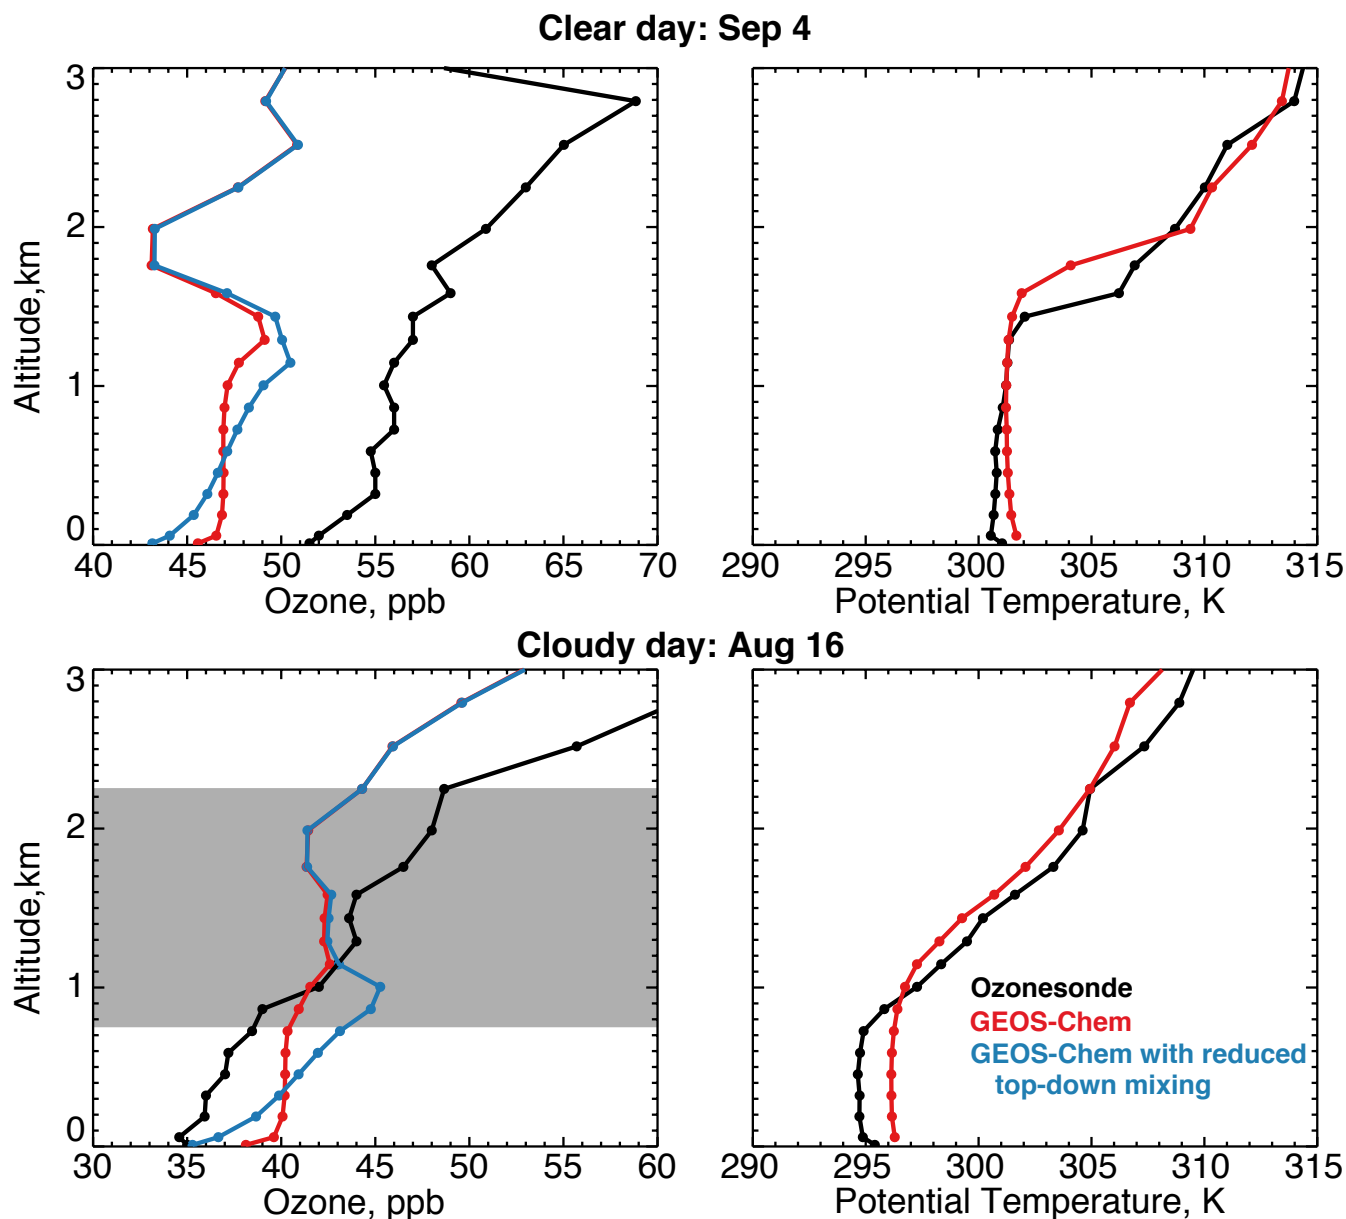 Clear day: Sep 4
3
2
1
0
Altitude,km
40 45 50 55 60 65 70
Ozone, ppb
290 295 300 305 310 315
Potential Temperature, K
Cloudy day: Aug 16
3
2
1
0
Altitude,km
30 35 40 45 50 55 60
Ozone, ppb
Ozonesonde
GEOS-Chem
GEOS-Chem with reduced
top-down mixing
290 295 300 305 310 315
Potential Temperature, K